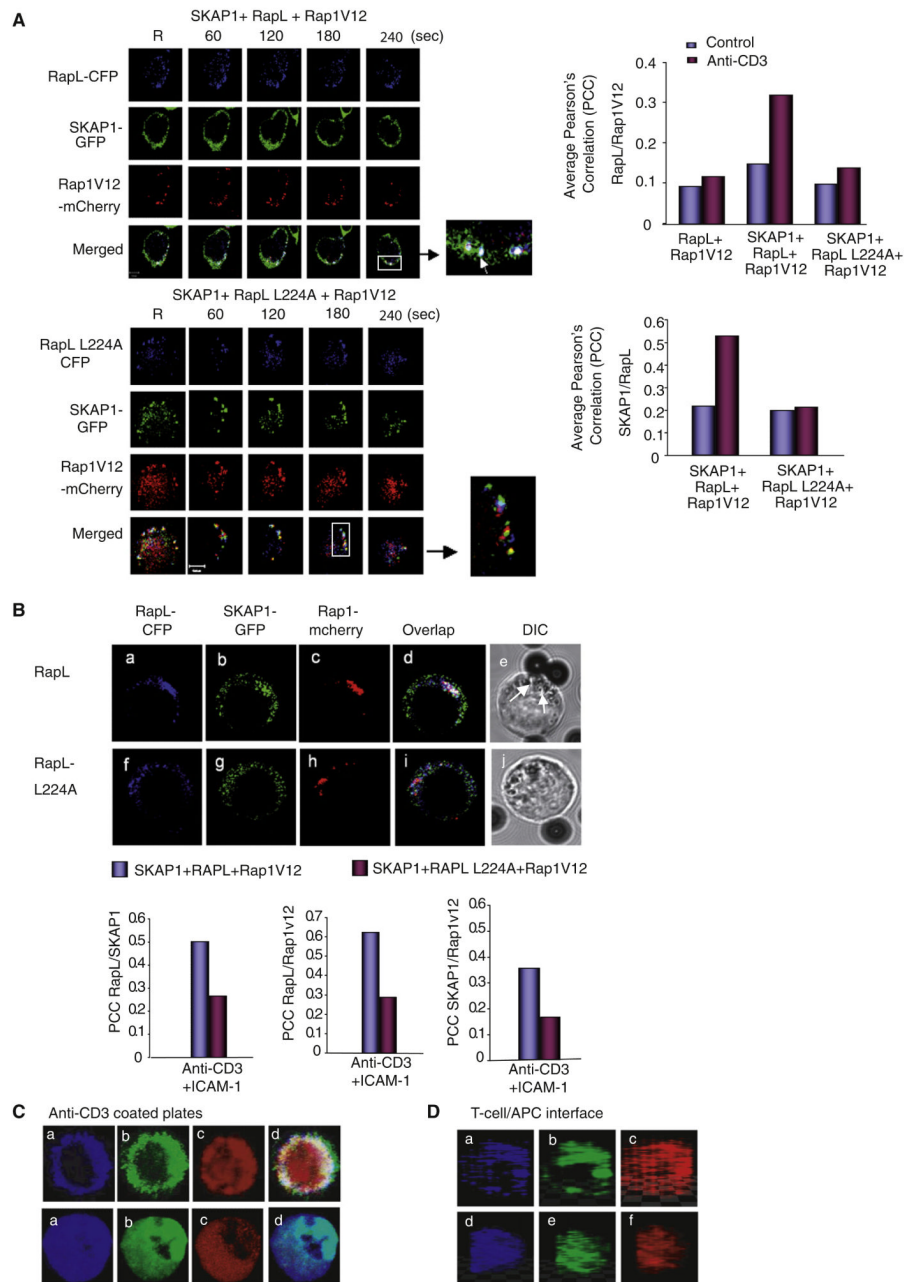 A
SKAP1+ RapL + Rap1V12
R 60 120 180 240 (sec)
RapL-CFP
SKAP1-
GFP
Rap1V12
-mCherry
Merged
SKAP1+ RapL L224A + Rap1V12
R 60 120 180 240 (sec)
RapL L224A
CFP
SKAP1-
GFP
Rap1V12
-mCherry
Merged
Control
Anti-CD3
Average Pearson's
Correlation (PCC)
RapL/Rap1V12
0.4
0.3
0.2
0.1
0
RapL+
Rap1V12
SKAP1+
RapL+
Rap1V12
SKAP1+
RapL L224A+
Rap1V12
Average Pearson's
Correlation (PCC)
SKAP1/RapL
0.6
0.5
0.4
0.3
0.2
0.1
SKAP1+
RapL+
Rap1V12
SKAP1+
RapL L224A+
Rap1V12
B
RapL-
CFP
SKAP1-
GFP
Rap1-
mcherry
Overlap
DIC
RapL
a b c d e
RapL-
L224A
f g h i j
SKAP1+RAPL+Rap1V12
SKAP1+RAPL L224A+Rap1V12
PCC RapL/SKAP1
0.6
0.5
0.4
0.3
0.2
0.1
0
Anti-CD3
+ICAM-1
PCC RapL/Rap1v12
0.7
0.6
0.5
0.4
0.3
0.2
0.1
0
Anti-CD3
+ICAM-1
PCC SKAP1/Rap1v12
0.6
0.5
0.4
0.3
0.2
0.1
0
Anti-CD3
+ICAM-1
C Anti-CD3 coated plates
a b c d
a b c d
D T-cell/APC interface
a b c
d e f